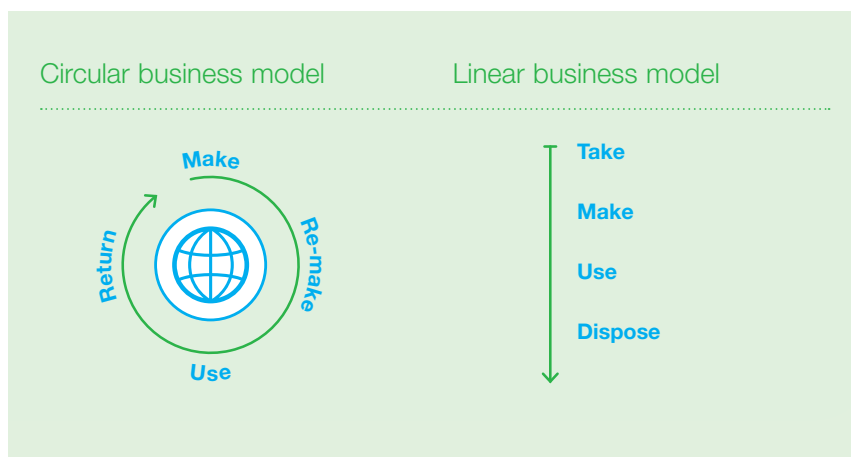 Circular business model
Linear business model
Make
Re-make
Use
Return
Take
Make
Use
Dispose